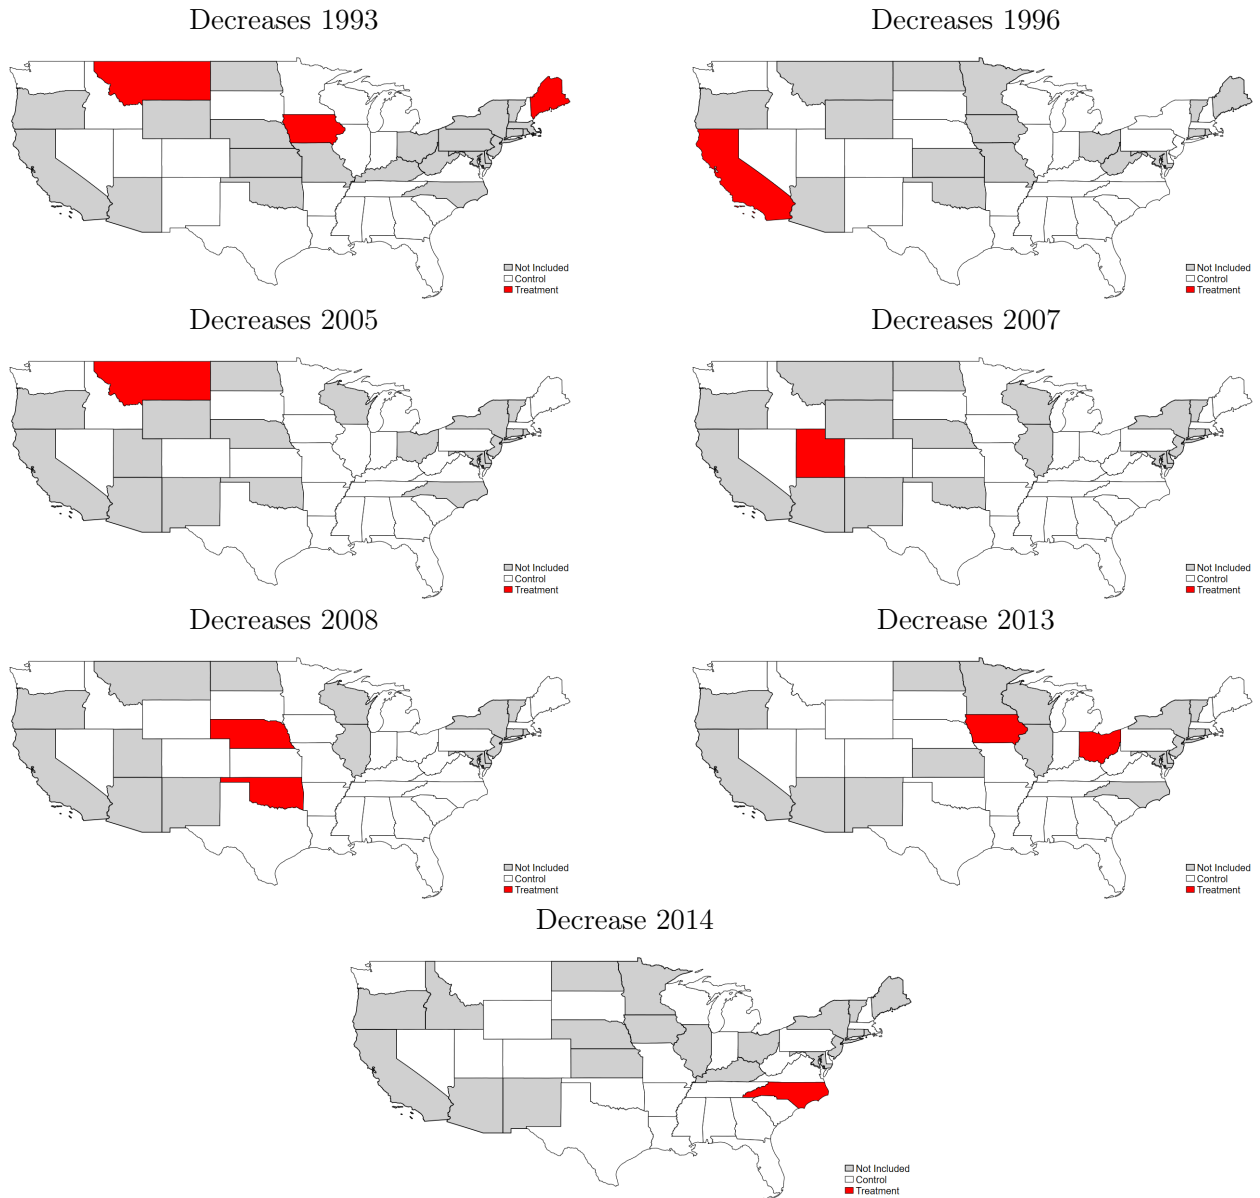 Decreases 1993
Decreases 1996
Not Included
Control
Treatment
Not Included
Control
Treatment
Decreases 2005
Decreases 2007
Not Included
Control
Treatment
Not Included
Control
Treatment
Decreases 2008
Decrease 2013
Not Included
Control
Treatment
Not Included
Control
Treatment
Decrease 2014
Not Included
Control
Treatment